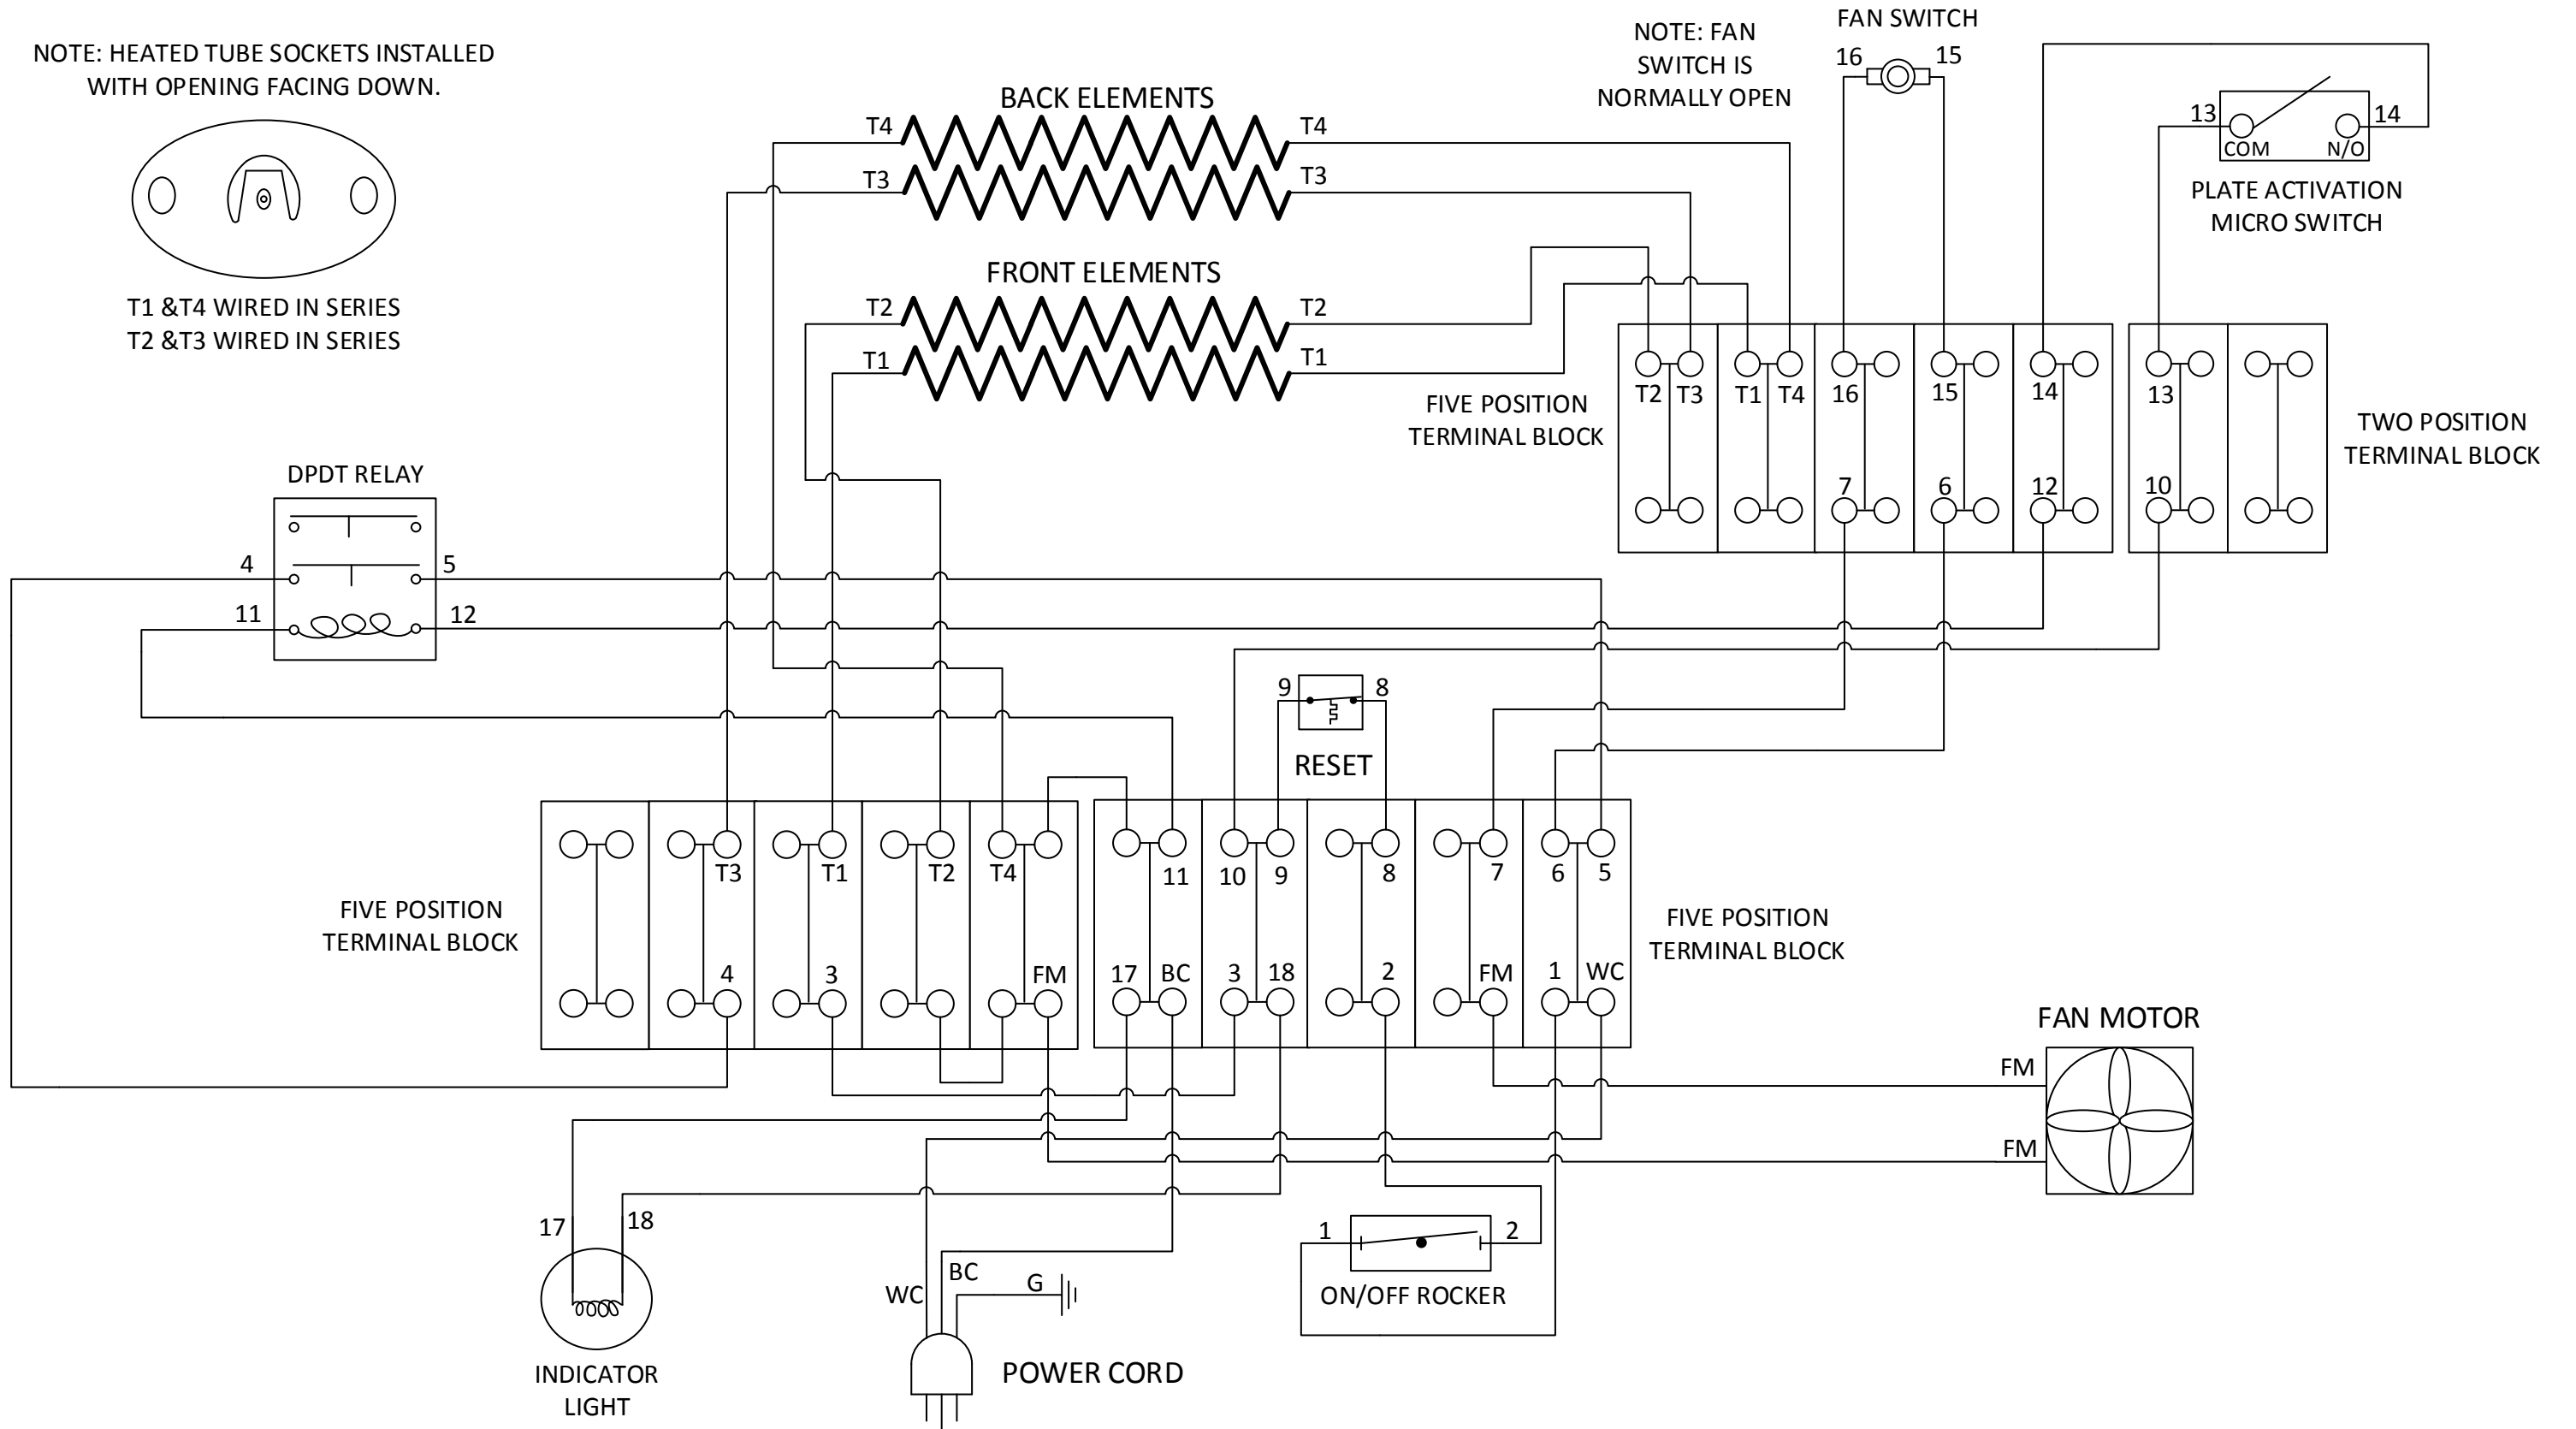 NOTE: HEATED TUBE SOCKETS INSTALLED
WITH OPENING FACING DOWN.
T1 &T4 WIRED IN SERIES
T2 &T3 WIRED IN SERIES
BACK ELEMENTS
T4
T4
T3
T3
FRONT ELEMENTS
T2
T2
T1
T1
NOTE: FAN
SWITCH IS
NORMALLY OPEN
FAN SWITCH
16
15
13
14
COM
N/O
PLATE ACTIVATION
MICRO SWITCH
FIVE POSITION
TERMINAL BLOCK
T2 T3 T1 T4 16 15 14 13
7 6 12 10
TWO POSITION
TERMINAL BLOCK
DPDT RELAY
4
5
11
12
9
8
RESET
FIVE POSITION
TERMINAL BLOCK
T3 T1 T2 T4
4 3 FM
11 10 9 8 7 6 5
17 BC 3 18 2 FM 1 WC
FIVE POSITION
TERMINAL BLOCK
FAN MOTOR
FM
FM
17
18
INDICATOR
LIGHT
WC
BC
G
POWER CORD
1
2
ON/OFF ROCKER